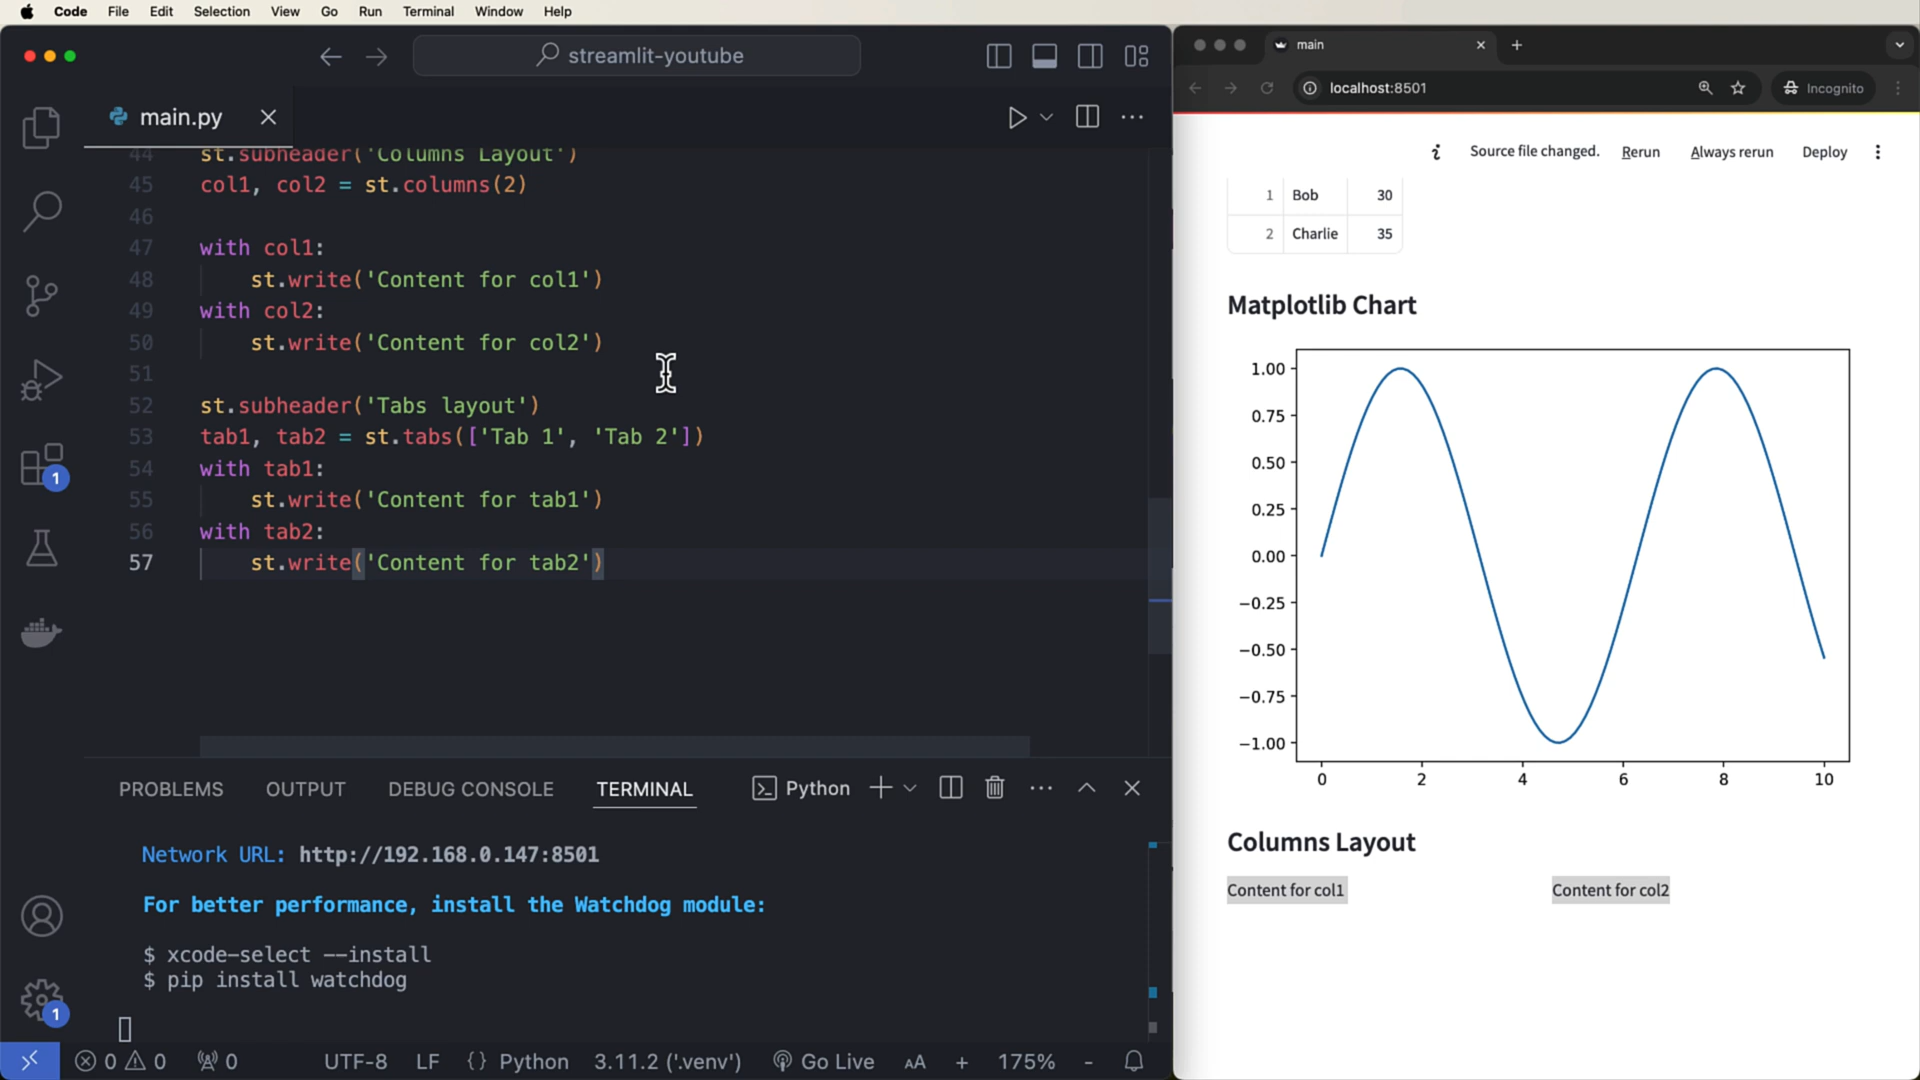 Code File Edit Selection View Go Run Terminal Window Help
streamlit-youtube
main.py
44 st.subheader('Columns Layout')
45 col1, col2 = st.columns(2)
46
47 with col1:
48 st.write('Content for col1')
49 with col2:
50 st.write('Content for col2')
51
52 st.subheader('Tabs layout')
53 tab1, tab2 = st.tabs(['Tab 1', 'Tab 2'])
54 with tab1:
55 st.write('Content for tab1')
56 with tab2:
57 st.write('Content for tab2')
1
1
PROBLEMS OUTPUT DEBUG CONSOLE TERMINAL Python
Network URL: http://192.168.0.147:8501
For better performance, install the Watchdog module:
$ xcode-select --install
$ pip install watchdog
0 0 0 UTF-8 LF {} Python 3.11.2 ('.venv') Go Live AA + 175% -
main
localhost:8501 Incognito
Source file changed. Rerun Always rerun Deploy
1 Bob 30
2 Charlie 35
Matplotlib Chart
1.00
0.75
0.50
0.25
0.00
−0.25
−0.50
−0.75
−1.00
0 2 4 6 8 10
Columns Layout
Content for col1 Content for col2